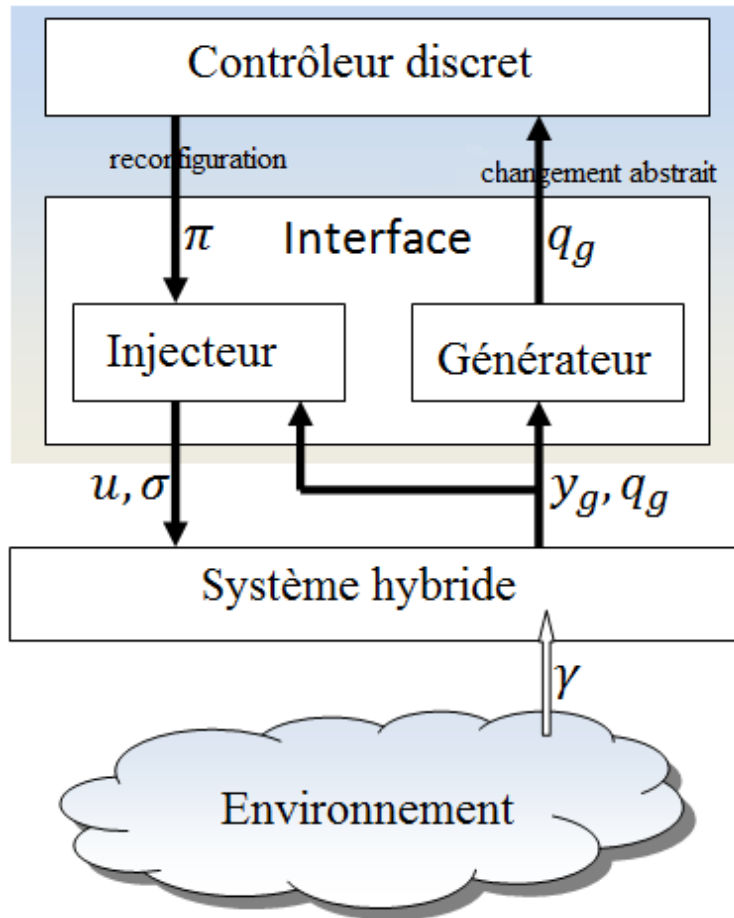 Contrôleur discret
reconfiguration
changement abstrait
π
Interface
q_g
Injecteur
Générateur
u, σ
y_g, q_g
Système hybride
γ
Environnement